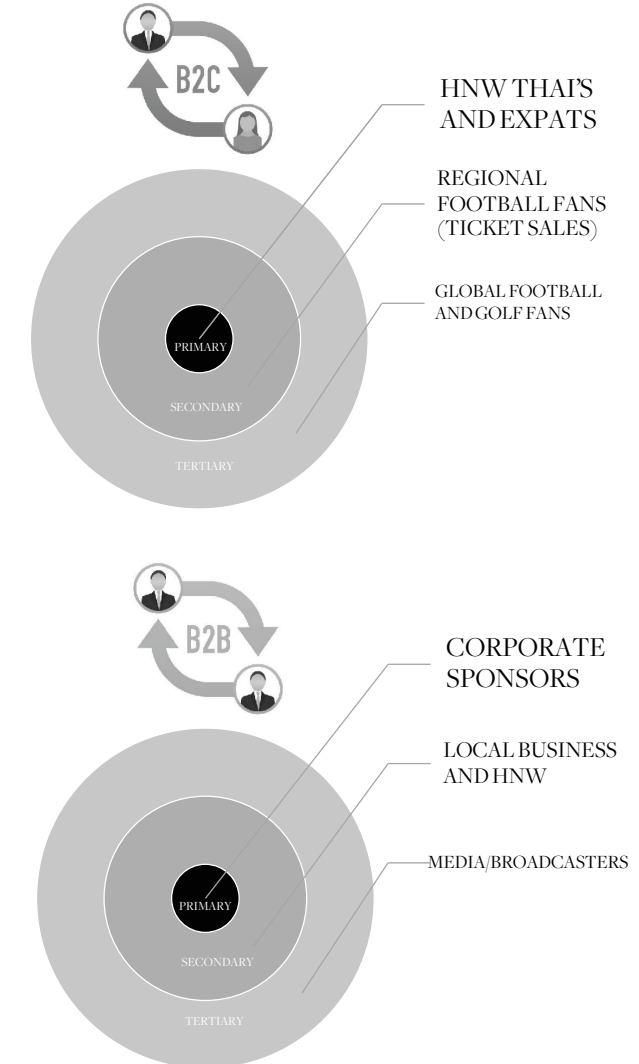 B2C
HNW THAI'S
AND EXPATS
REGIONAL
FOOTBALL FANS
(TICKET SALES)
GLOBAL FOOTBALL
AND GOLF FANS
PRIMARY
SECONDARY
TERTIARY
B2B
CORPORATE
SPONSORS
LOCAL BUSINESS
AND HNW
MEDIA/BROADCASTERS
PRIMARY
SECONDARY
TERTIARY